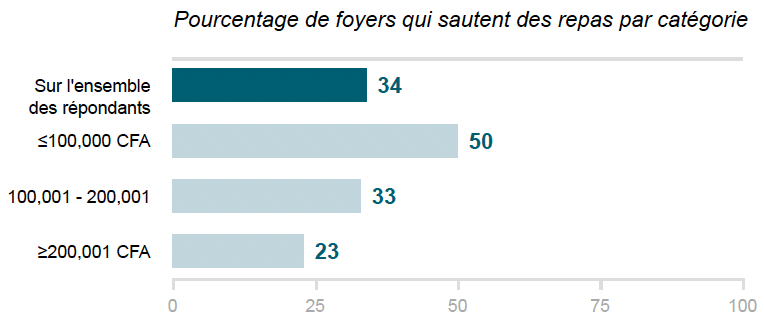 Pourcentage de foyers qui sautent des repas par catégorie
Sur l'ensemble
des répondants
34
≤100,000 CFA
50
100,001 - 200,001
33
≥200,001 CFA
23
0 25 50 75 100